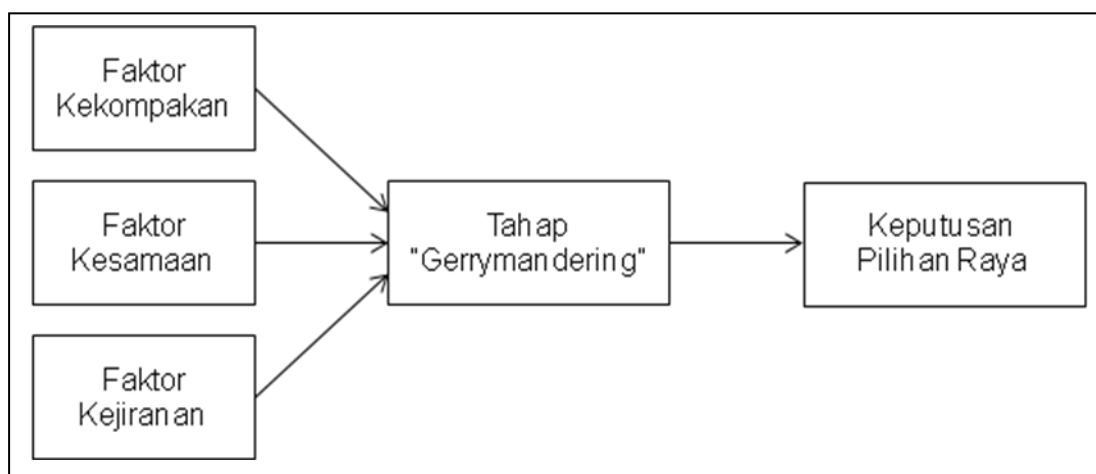 Faktor
Kekompakan
Faktor
Kesamaan
Faktor
Kejiranan
Tahap
"Gerrymandering"
Keputusan
Pilihan Raya